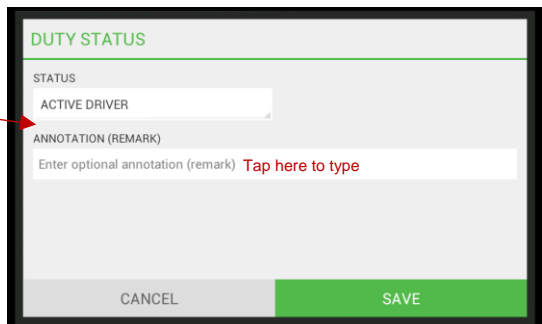 DUTY STATUS
STATUS
ACTIVE DRIVER
ANNOTATION (REMARK)
Enter optional annotation (remark) Tap here to type
CANCEL SAVE